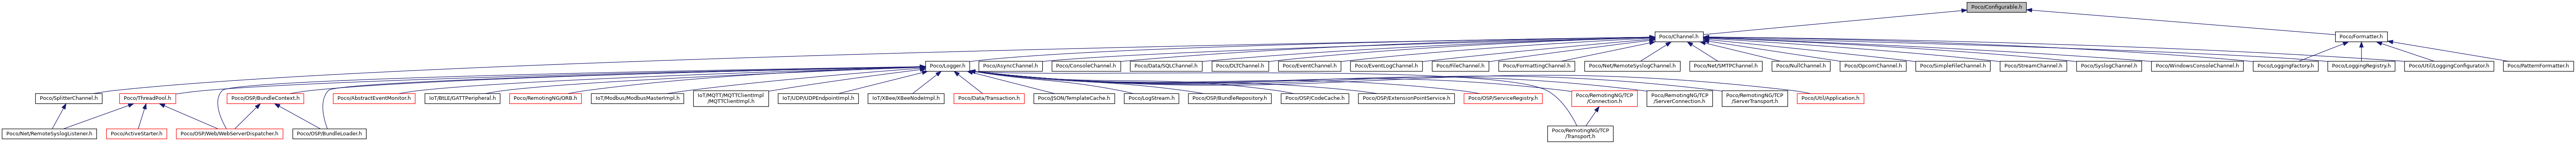 Poco/Configurable.h
Poco/Channel.h
Poco/Formatter.h
Poco/Logger.h
Poco/AsyncChannel.h
Poco/ConsoleChannel.h
Poco/Data/SQLChannel.h
Poco/DLTChannel.h
Poco/EventChannel.h
Poco/EventLogChannel.h
Poco/FileChannel.h
Poco/FormattingChannel.h
Poco/Net/RemoteSyslogChannel.h
Poco/Net/SMTPChannel.h
Poco/NullChannel.h
Poco/OpcomChannel.h
Poco/SimpleFileChannel.h
Poco/StreamChannel.h
Poco/SyslogChannel.h
Poco/WindowsConsoleChannel.h
Poco/LoggingFactory.h
Poco/LoggingRegistry.h
Poco/Util/LoggingConfigurator.h
Poco/PatternFormatter.h
Poco/SplitterChannel.h
Poco/ThreadPool.h
Poco/OSP/BundleContext.h
Poco/AbstractEventMonitor.h
IoT/BtLE/GATTPeripheral.h
Poco/RemotingNG/ORB.h
IoT/Modbus/ModbusMasterImpl.h
IoT/MQTT/MQTTClientImpl
/MQTTClientImpl.h
IoT/UDP/UDPEndpointImpl.h
IoT/XBee/XBeeNodeImpl.h
Poco/Data/Transaction.h
Poco/JSON/TemplateCache.h
Poco/LogStream.h
Poco/OSP/BundleRepository.h
Poco/OSP/CodeCache.h
Poco/OSP/ExtensionPointService.h
Poco/OSP/ServiceRegistry.h
Poco/RemotingNG/TCP
/Connection.h
Poco/RemotingNG/TCP
/ServerConnection.h
Poco/RemotingNG/TCP
/ServerTransport.h
Poco/Util/Application.h
Poco/Net/RemoteSyslogListener.h
Poco/ActiveStarter.h
Poco/OSP/Web/WebServerDispatcher.h
Poco/OSP/BundleLoader.h
Poco/RemotingNG/TCP
/Transport.h